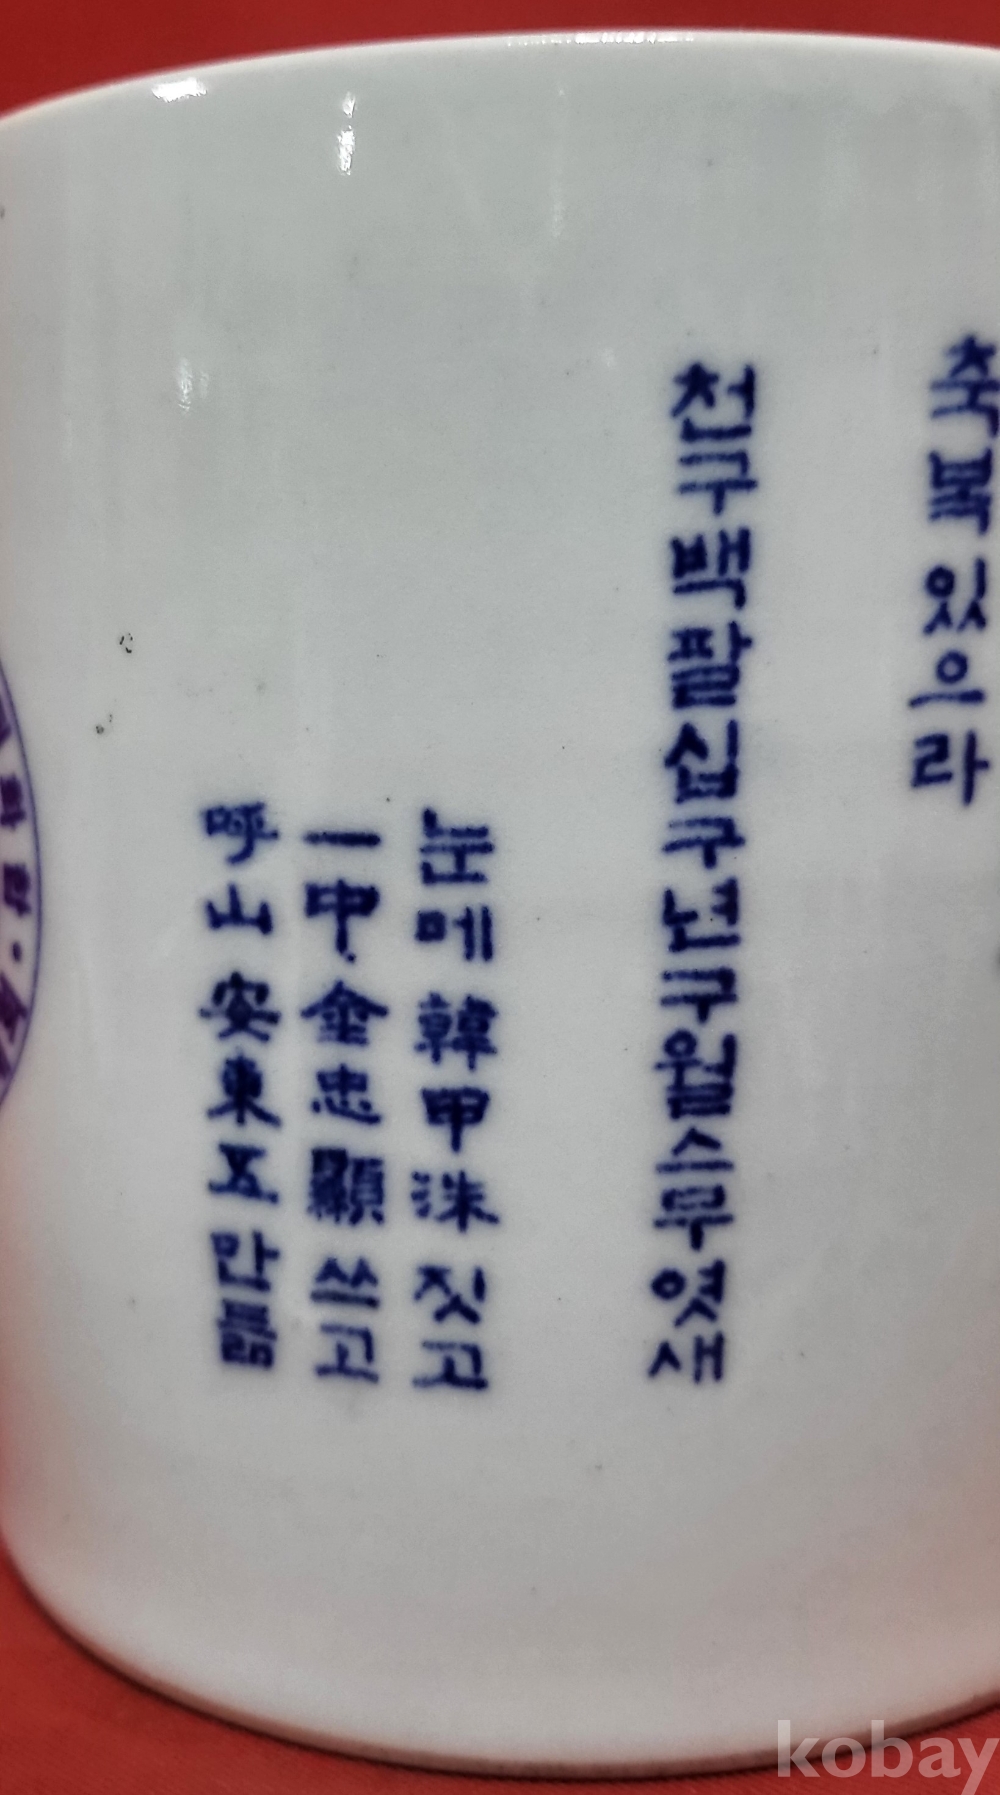 축복 있으라
천구백팔십구년구월스무엿새
눈메 韓甲洙 짓고
一中 金忠顯 쓰고
呼山 安東五 만듦
kobay